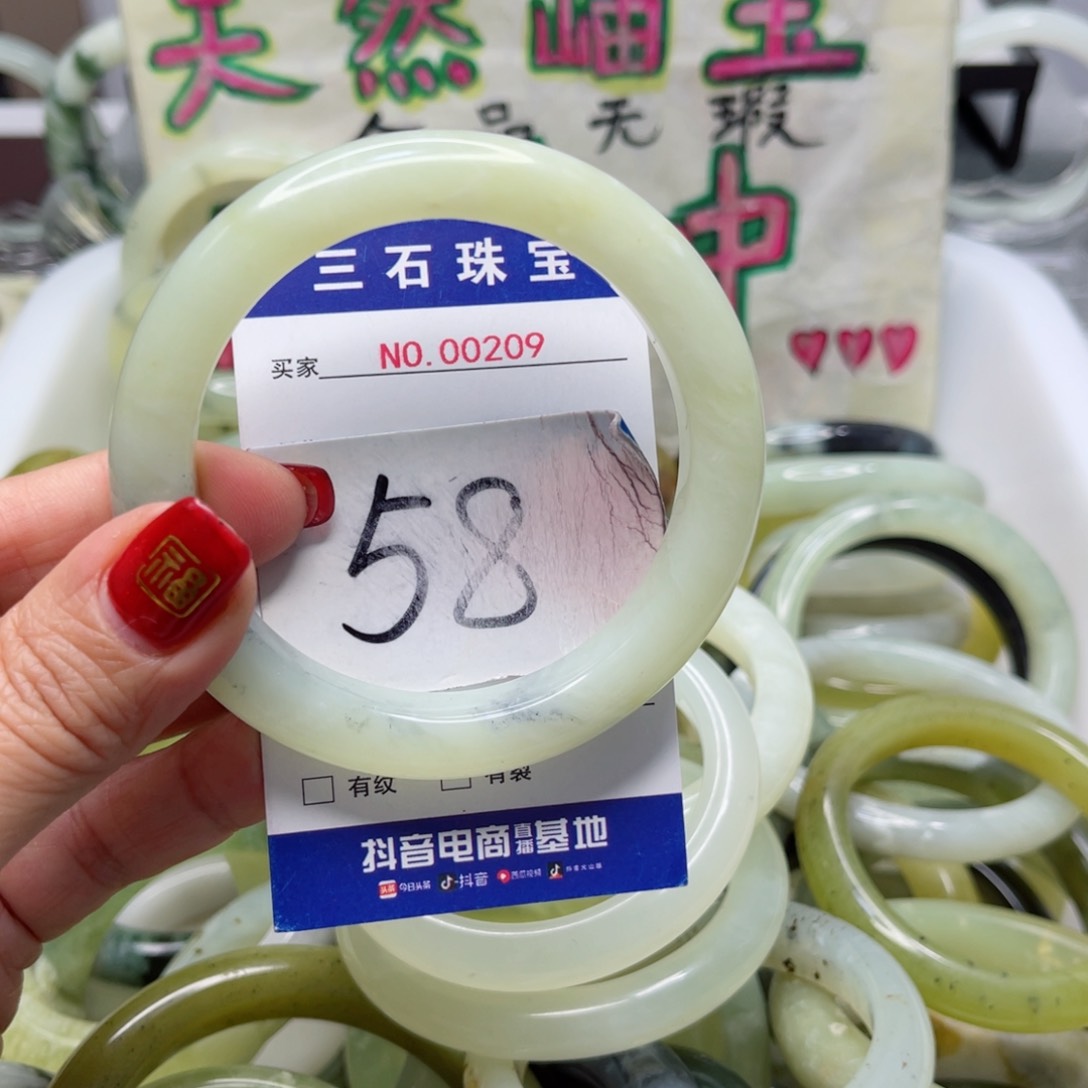 天然岫玉
无瑕
中
三石珠宝
买家 NO.00209
58
福
有纹 有裂
抖音电商直播基地
头条 今日头条 抖音 西瓜视频 抖音火山版